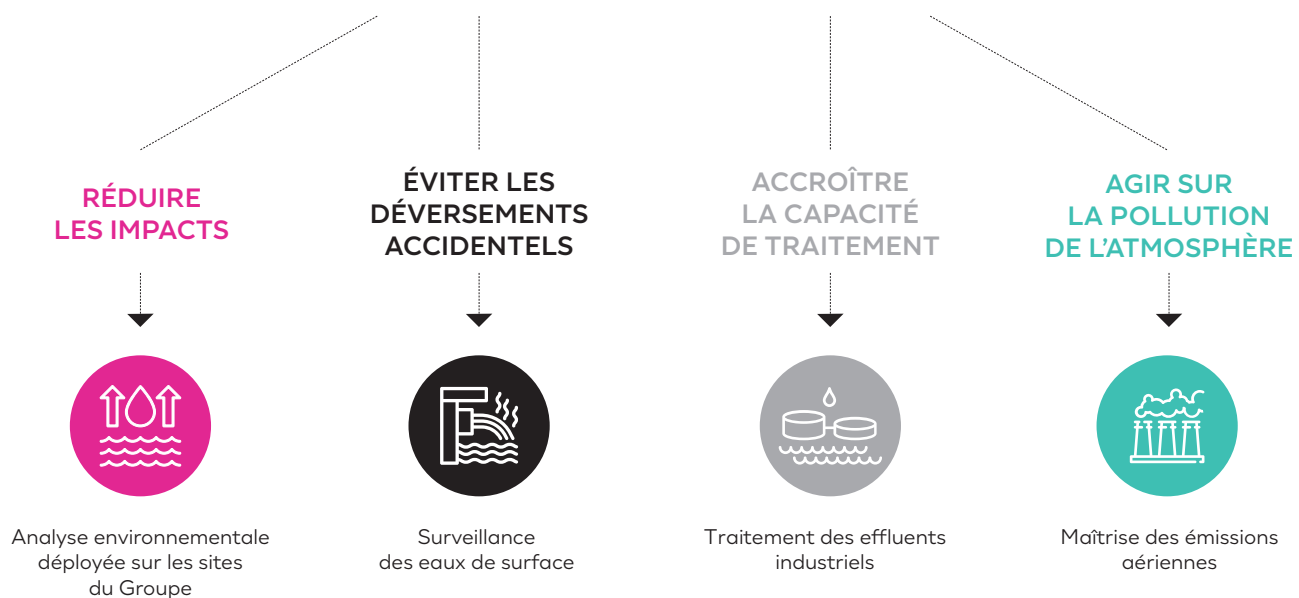 RÉDUIRE
LES IMPACTS
ÉVITER LES
DÉVERSEMENTS
ACCIDENTELS
ACCROÎTRE
LA CAPACITÉ
DE TRAITEMENT
AGIR SUR
LA POLLUTION
DE L’ATMOSPHÈRE
Analyse environnementale
déployée sur les sites
du Groupe
Surveillance
des eaux de surface
Traitement des effluents
industriels
Maîtrise des émissions
aériennes